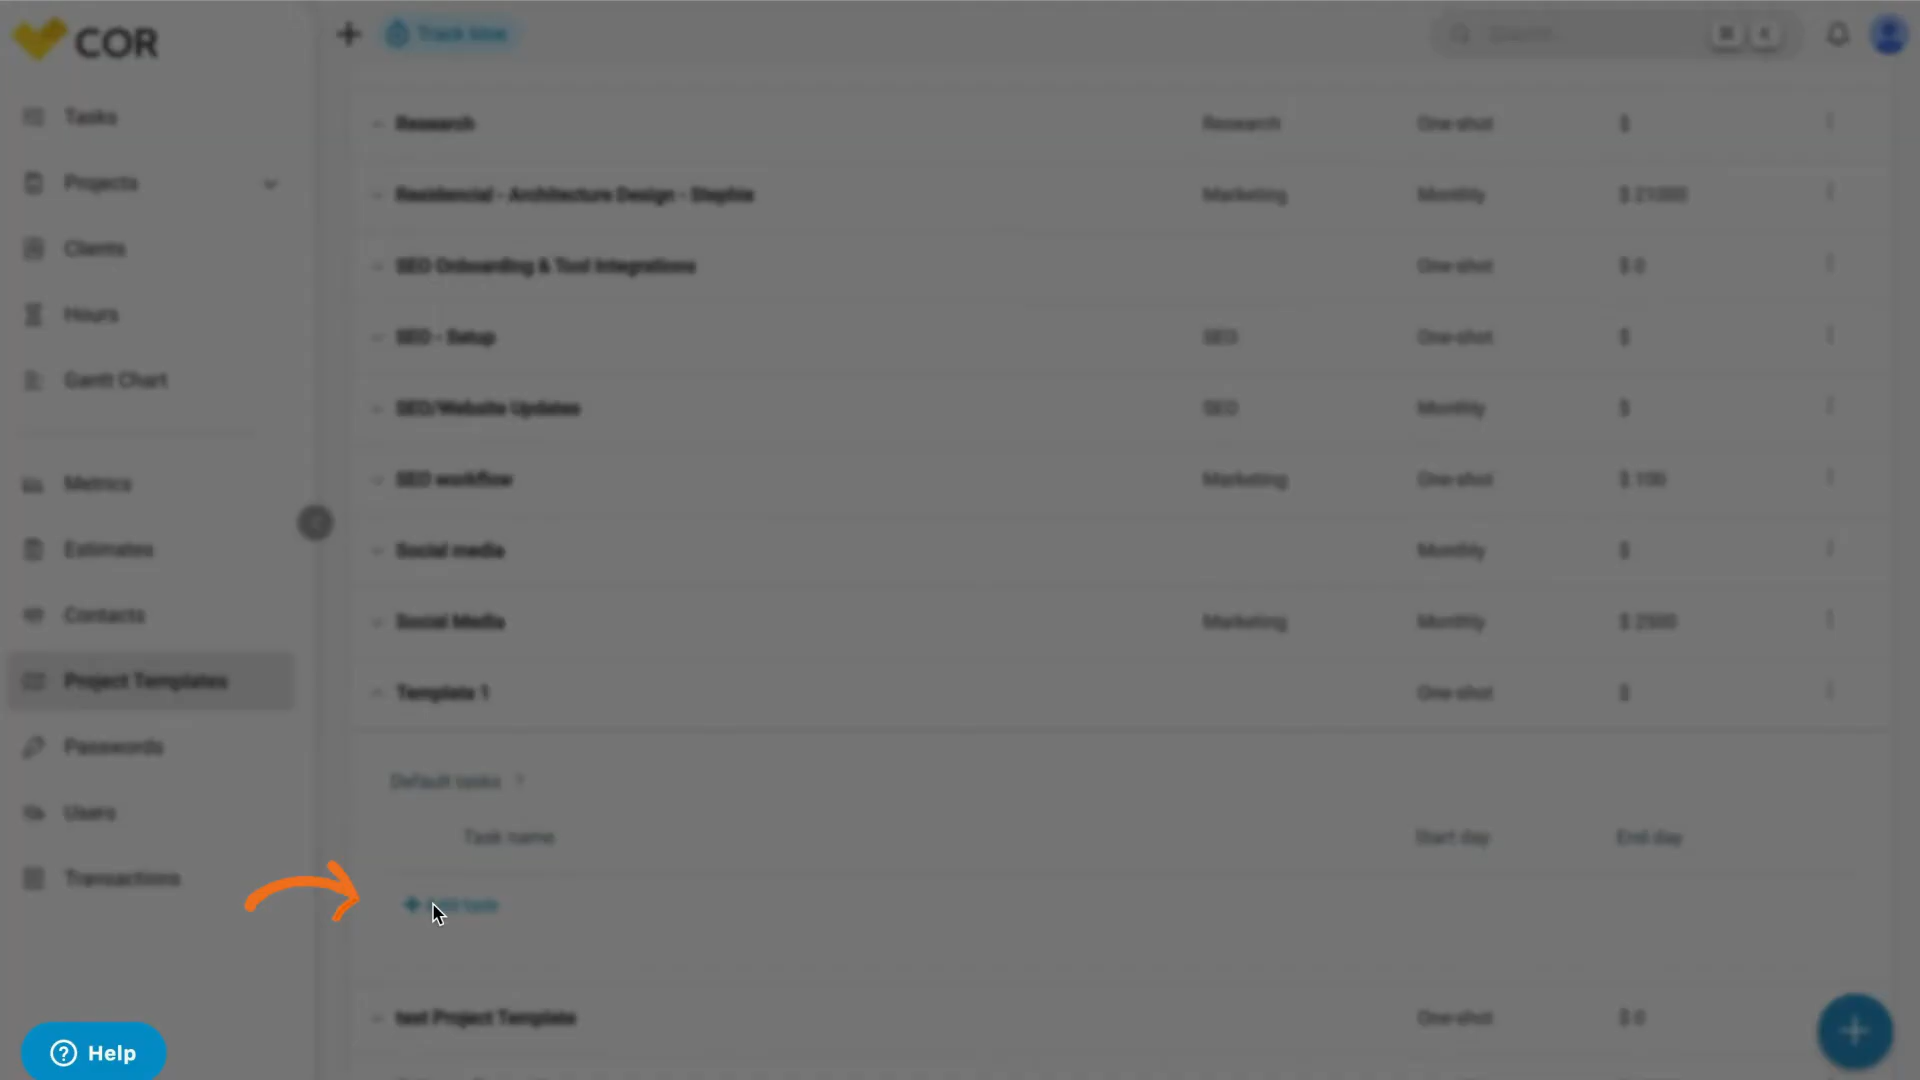 COR
Track time
Search...
⌘ K
Tasks
Projects
Clients
Hours
Gantt Chart
Metrics
Estimates
Contacts
Project Templates
Passwords
Users
Transactions
Help
Research Research One-shot $
Residencial - Architecture Design - Stephie Marketing Monthly $ 21000
SEO Onboarding & Tool Integrations One-shot $ 0
SEO - Setup SEO One-shot $
SEO/Website Updates SEO Monthly $
SEO workflow Marketing One-shot $ 100
Social media Monthly $
Social Media Marketing Monthly $ 2500
Template 1 One-shot $
Default tasks
Task name Start day End day
task
test Project Template One-shot $ 0